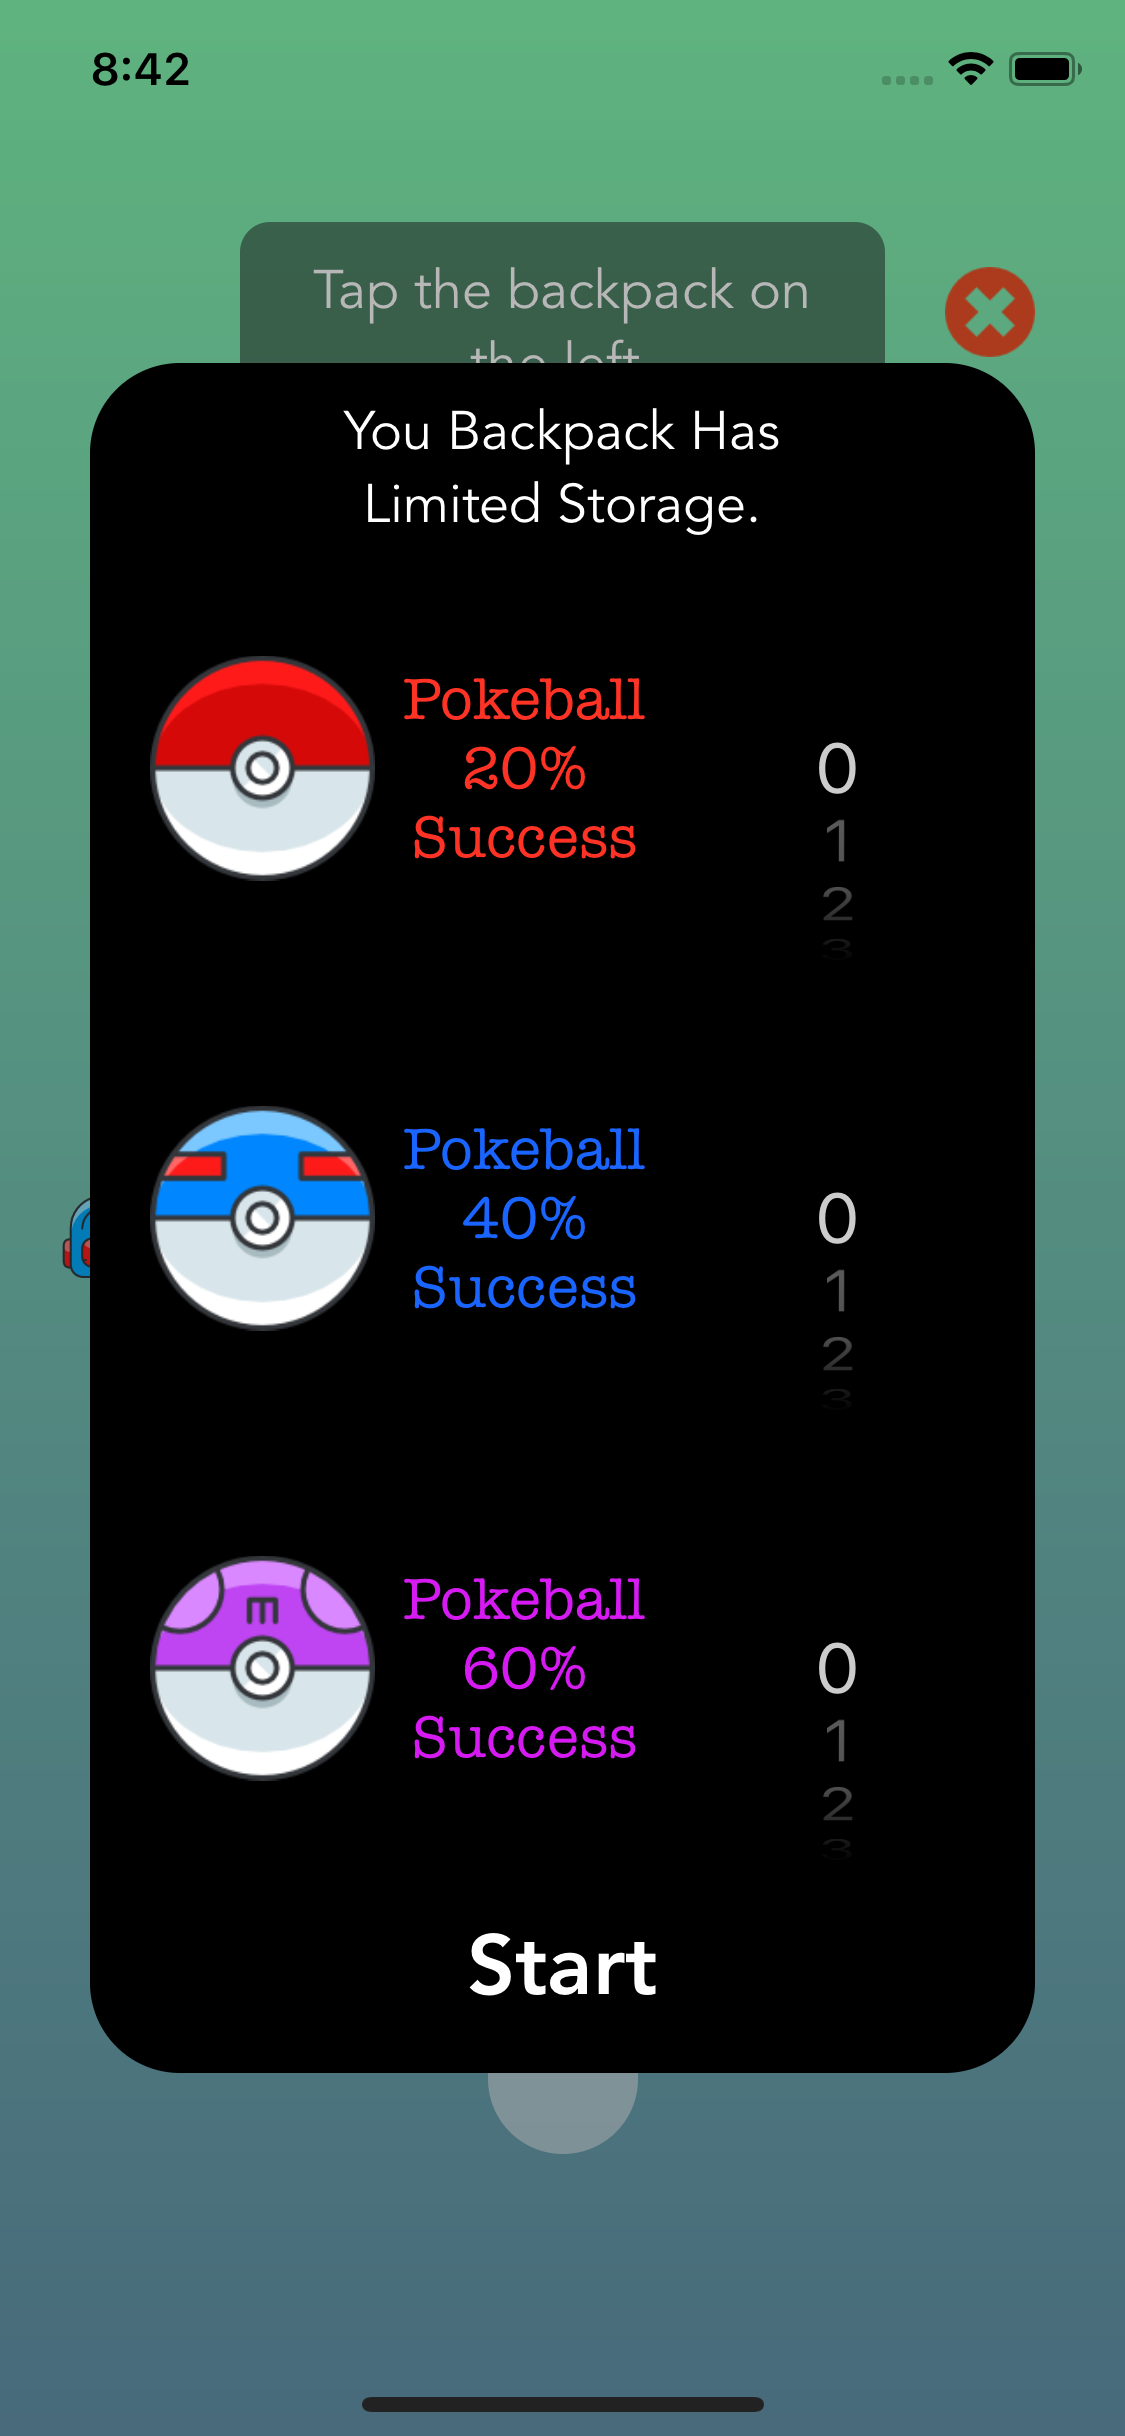 8:42
Tap the backpack on
the left
You Backpack Has
Limited Storage.
Pokeball
20%
Success
0
1
2
3
Pokeball
40%
Success
0
1
2
3
m
Pokeball
60%
Success
0
1
2
3
Start